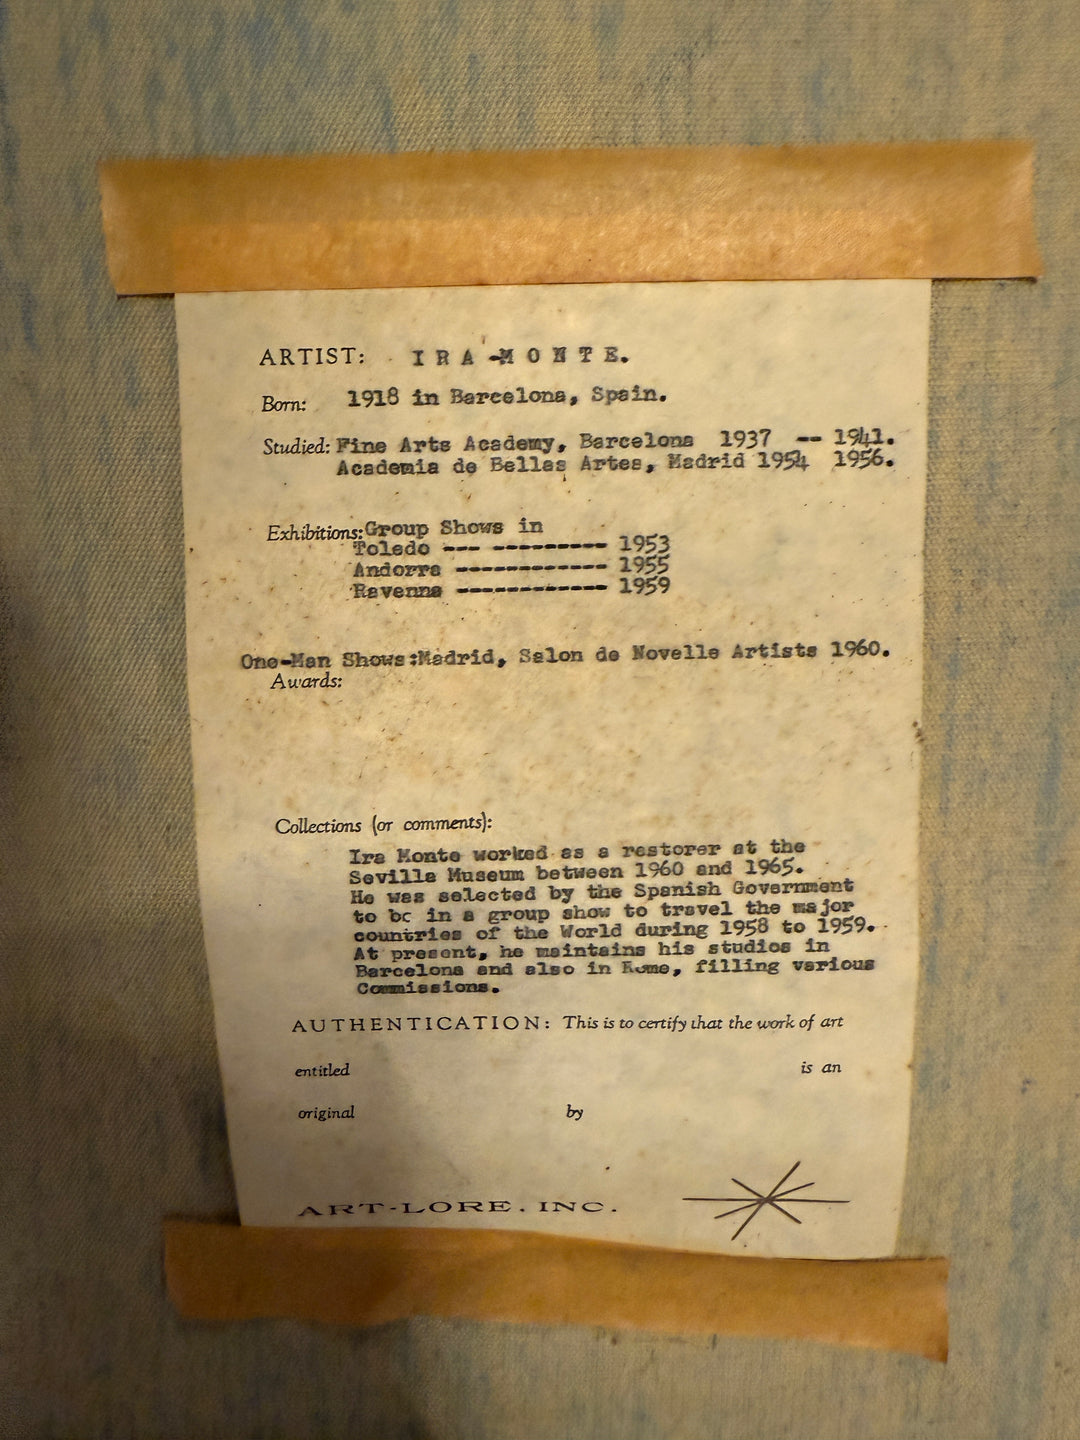 ARTIST: IRA MONTE.
Born: 1918 in Barcelona, Spain.
Studied: Fine Arts Academy, Barcelona 1937 -- 1941.
Academia de Bellas Artes, Madrid 1954 1956.
Exhibitions: Group Shows in
Toledo --- --------- 1953
Andorra ------------ 1955
Ravenna ------------ 1959
One-Man Shows: Madrid, Salon de Novelle Artists 1960.
Awards:
Collections (or comments):
Ira Monte worked as a restorer at the
Seville Museum between 1960 and 1965.
He was selected by the Spanish Government
to be in a group show to travel the major
countries of the World during 1958 to 1959.
At present, he maintains his studios in
Barcelona and also in Rome, filling various
Commissions.
AUTHENTICATION: This is to certify that the work of art
entitled is an
original by
ART-LORE. INC.